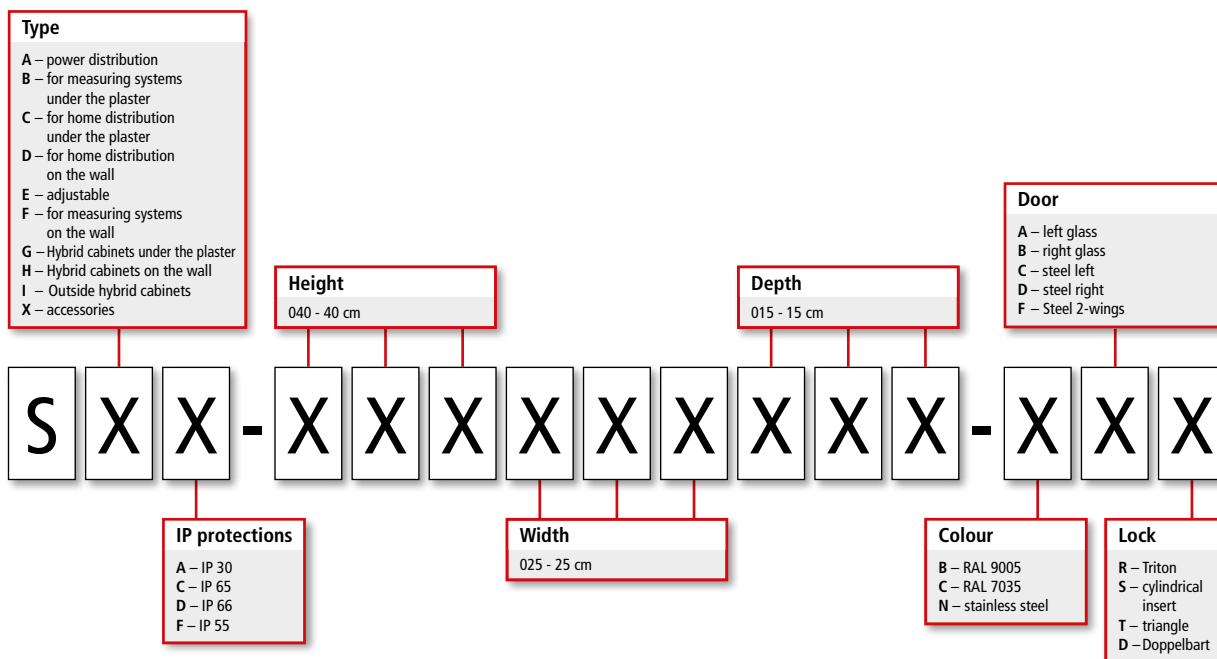 Type
A – power distribution
B – for measuring systems
under the plaster
C – for home distribution
under the plaster
D – for home distribution
on the wall
E – adjustable
F – for measuring systems
on the wall
G – Hybrid cabinets under the plaster
H – Hybrid cabinets on the wall
I – Outside hybrid cabinets
X – accessories
Height
040 - 40 cm
Depth
015 - 15 cm
Door
A – left glass
B – right glass
C – steel left
D – steel right
F – Steel 2-wings
S X X - X X X X X X X X X - X X X
IP protections
A – IP 30
C – IP 65
D – IP 66
F – IP 55
Width
025 - 25 cm
Colour
B – RAL 9005
C – RAL 7035
N – stainless steel
Lock
R – Triton
S – cylindrical
insert
T – triangle
D – Doppelbart